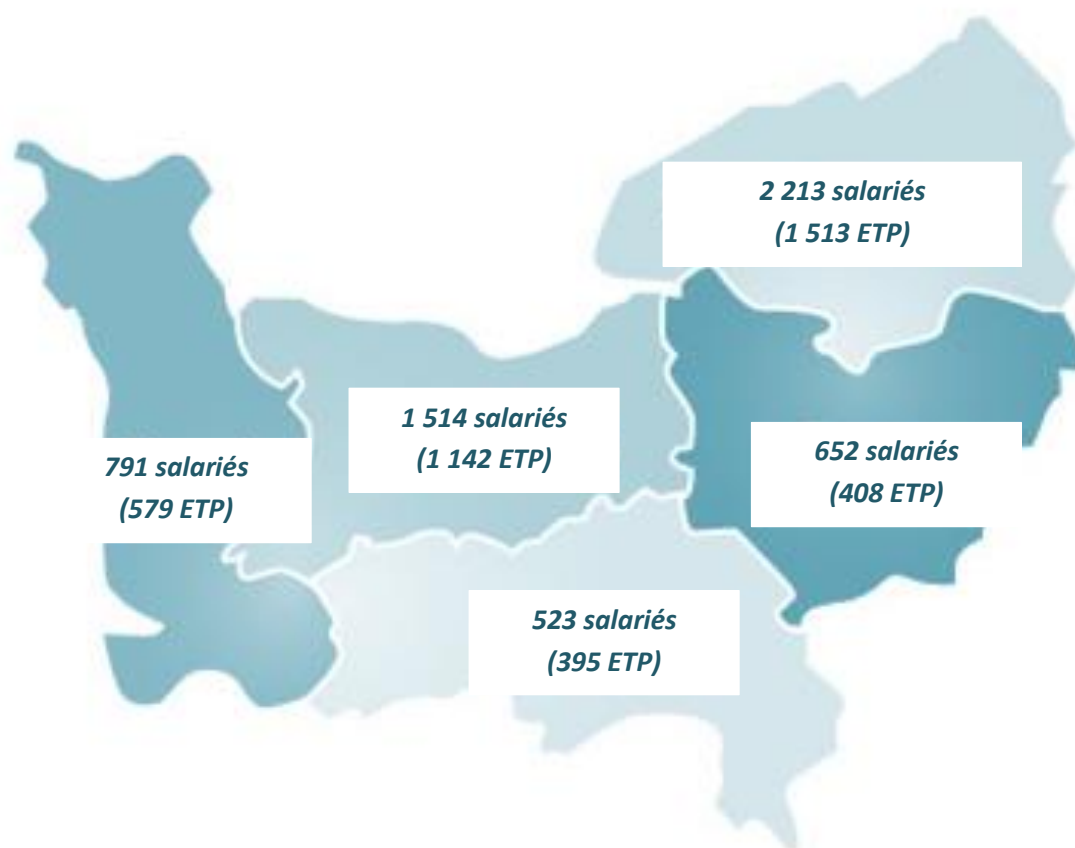 2 213 salariés
(1 513 ETP)
1 514 salariés
(1 142 ETP)
791 salariés
(579 ETP)
652 salariés
(408 ETP)
523 salariés
(395 ETP)